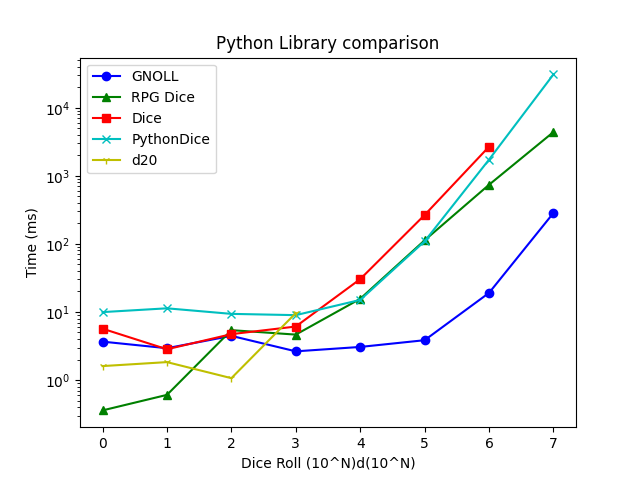 Python Library comparison
GNOLL
RPG Dice
Dice
PythonDice
d20
Time (ms)
10^4
10^3
10^2
10^1
10^0
0 1 2 3 4 5 6 7
Dice Roll (10^N)d(10^N)